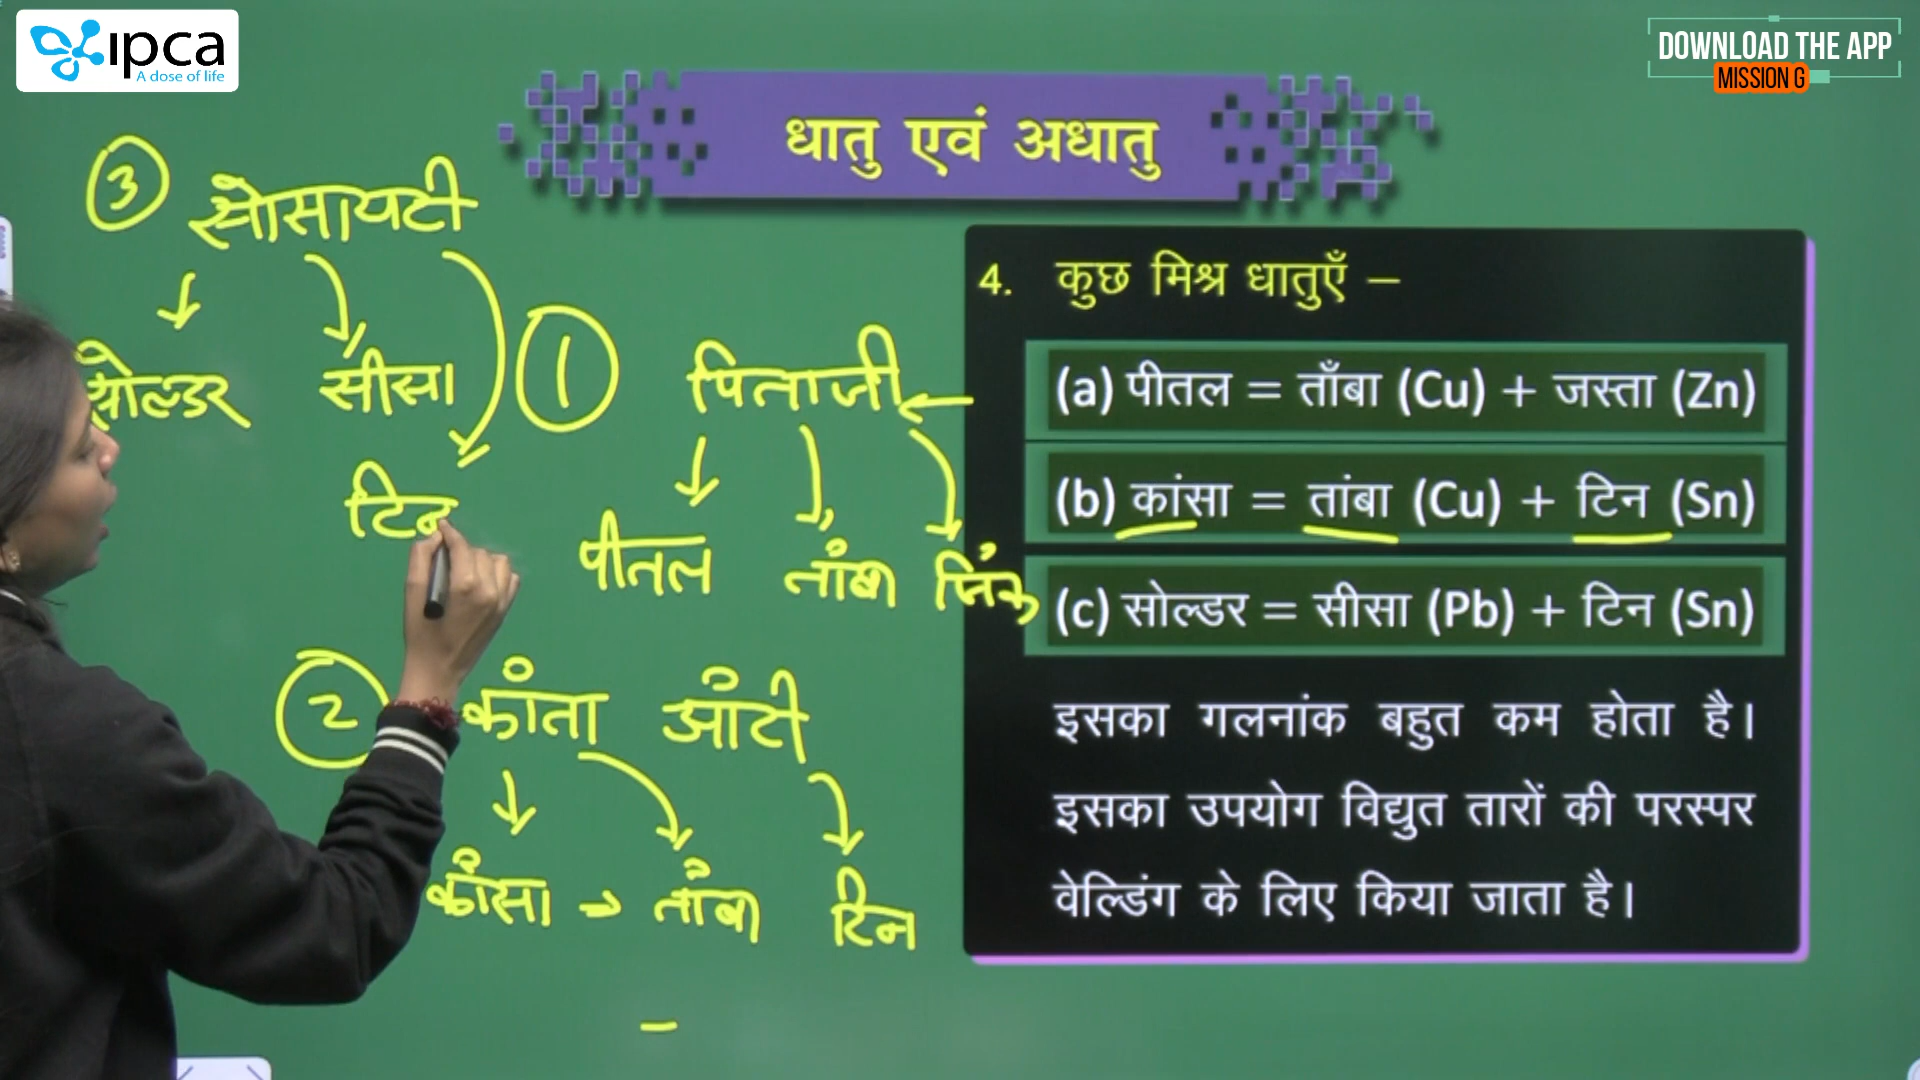 ipca
A dose of life
DOWNLOAD THE APP
MISSION G
धातु एवं अधातु
③ सोसायटी
सोल्डर सीसा
टिन
① पिताजी
पीतल तांबा जिंक
② कांता आंटी
कांसा → तांबा टिन
4. कुछ मिश्र धातुएँ –
(a) पीतल = ताँबा (Cu) + जस्ता (Zn)
(b) कांसा = तांबा (Cu) + टिन (Sn)
(c) सोल्डर = सीसा (Pb) + टिन (Sn)
इसका गलनांक बहुत कम होता है।
इसका उपयोग विद्युत तारों की परस्पर
वेल्डिंग के लिए किया जाता है।